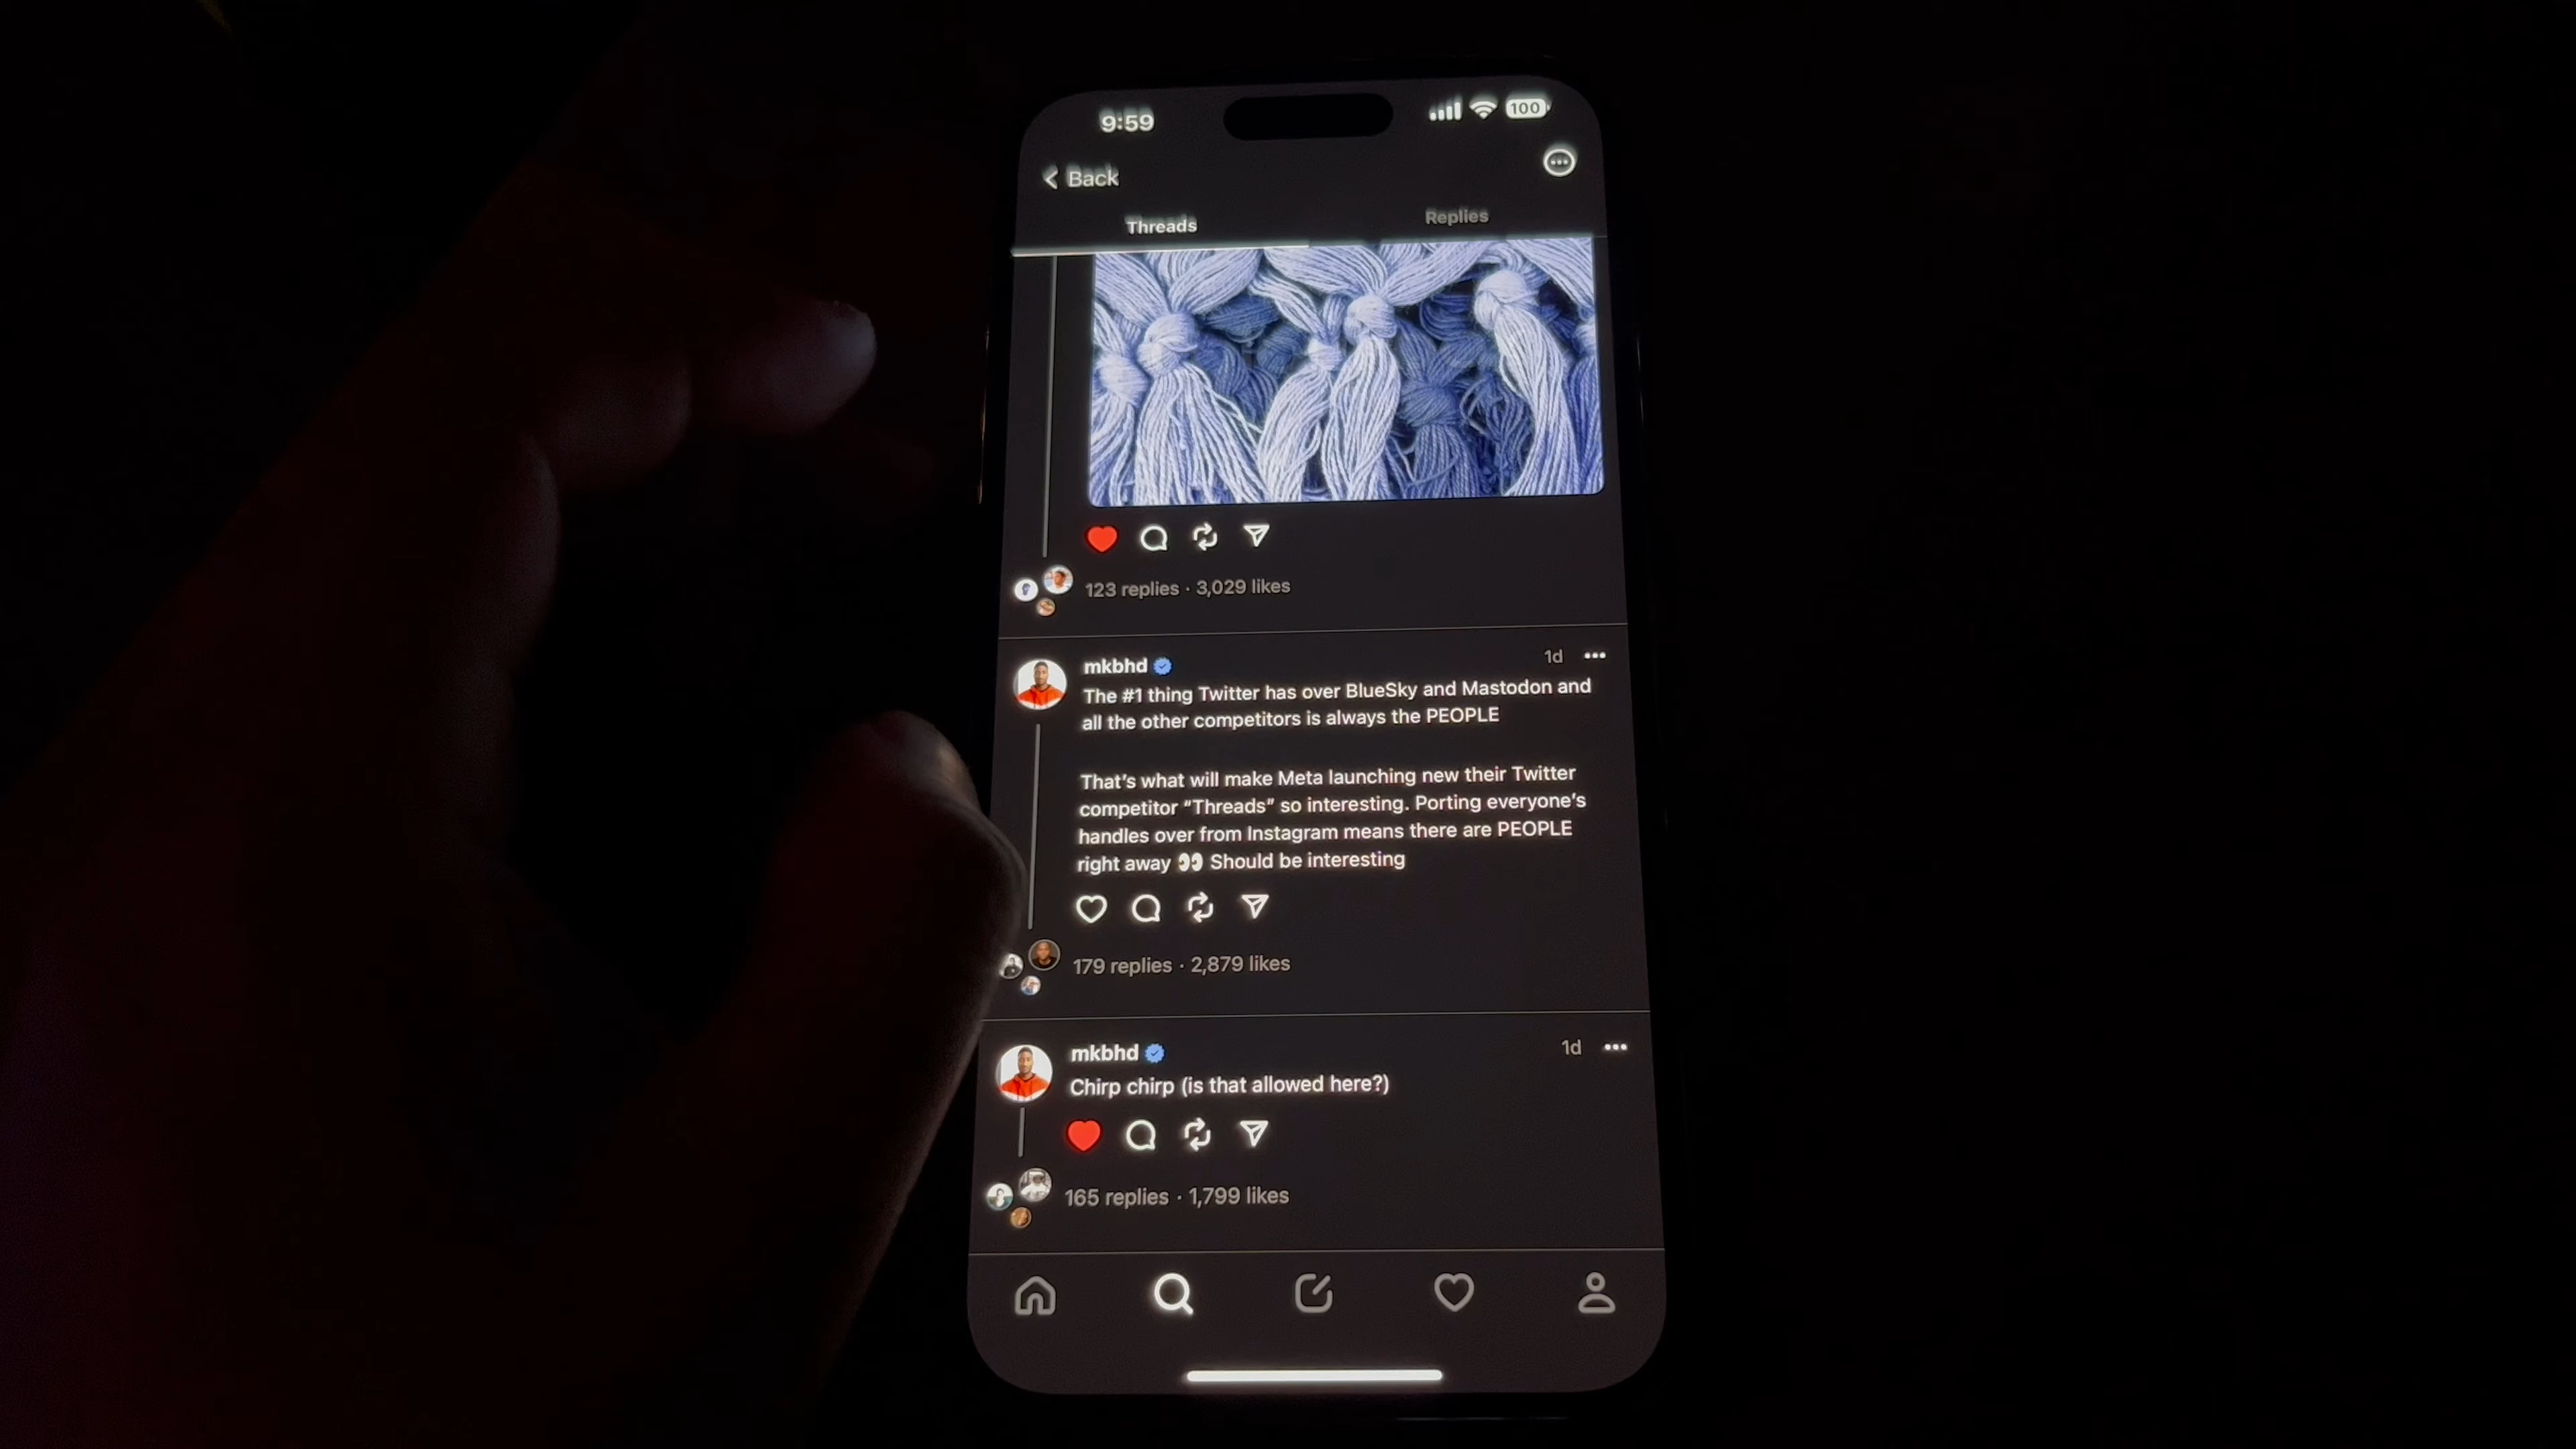 9:59
100
Back
Threads
Replies
123 replies · 3,029 likes
mkbhd
1d
The #1 thing Twitter has over BlueSky and Mastodon and
all the other competitors is always the PEOPLE
That's what will make Meta launching new their Twitter
competitor “Threads” so interesting. Porting everyone's
handles over from Instagram means there are PEOPLE
right away 👀 Should be interesting
179 replies · 2,879 likes
mkbhd
1d
Chirp chirp (is that allowed here?)
165 replies · 1,799 likes